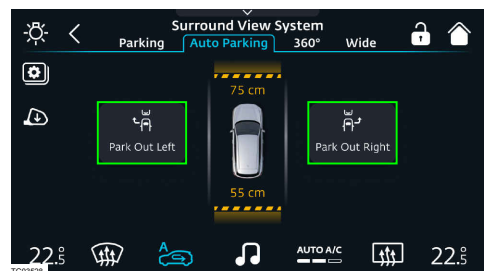 Surround View System
Parking Auto Parking 360° Wide
75 cm
Park Out Left Park Out Right
55 cm
A
22.5° AUTO A/C 22.5°